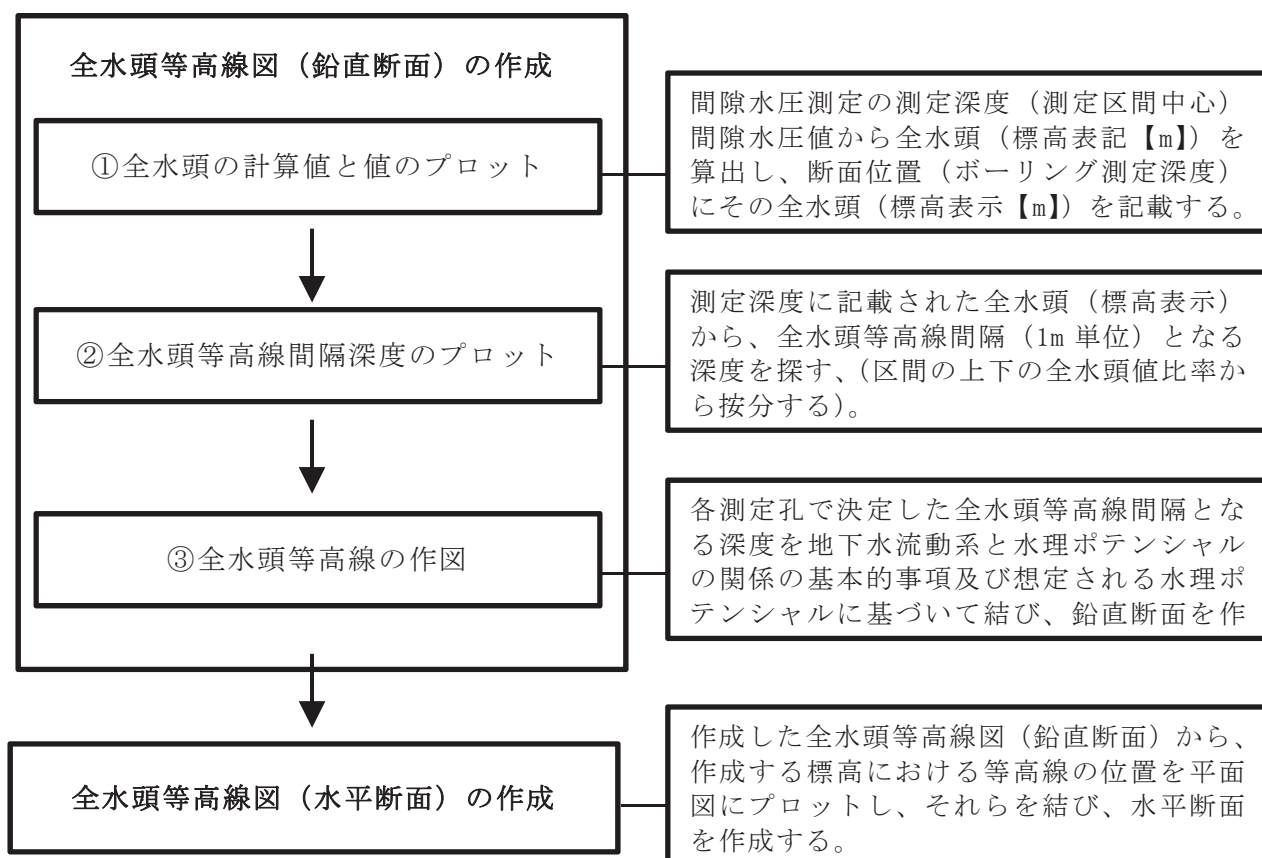 全水頭等高線図（鉛直断面）の作成
①全水頭の計算値と値のプロット
間隙水圧測定の測定深度（測定区間中心）
間隙水圧値から全水頭（標高表記【m】）を
算出し、断面位置（ボーリング測定深度）
にその全水頭（標高表示【m】）を記載する。
②全水頭等高線間隔深度のプロット
測定深度に記載された全水頭（標高表示）
から、全水頭等高線間隔（1m 単位）となる
深度を探す、（区間の上下の全水頭値比率か
ら按分する）。
③全水頭等高線の作図
各測定孔で決定した全水頭等高線間隔とな
る深度を地下水流動系と水理ポテンシャル
の関係の基本的事項及び想定される水理ポ
テンシャルに基づいて結び、鉛直断面を作
全水頭等高線図（水平断面）の作成
作成した全水頭等高線図（鉛直断面）から、
作成する標高における等高線の位置を平面
図にプロットし、それらを結び、水平断面
を作成する。